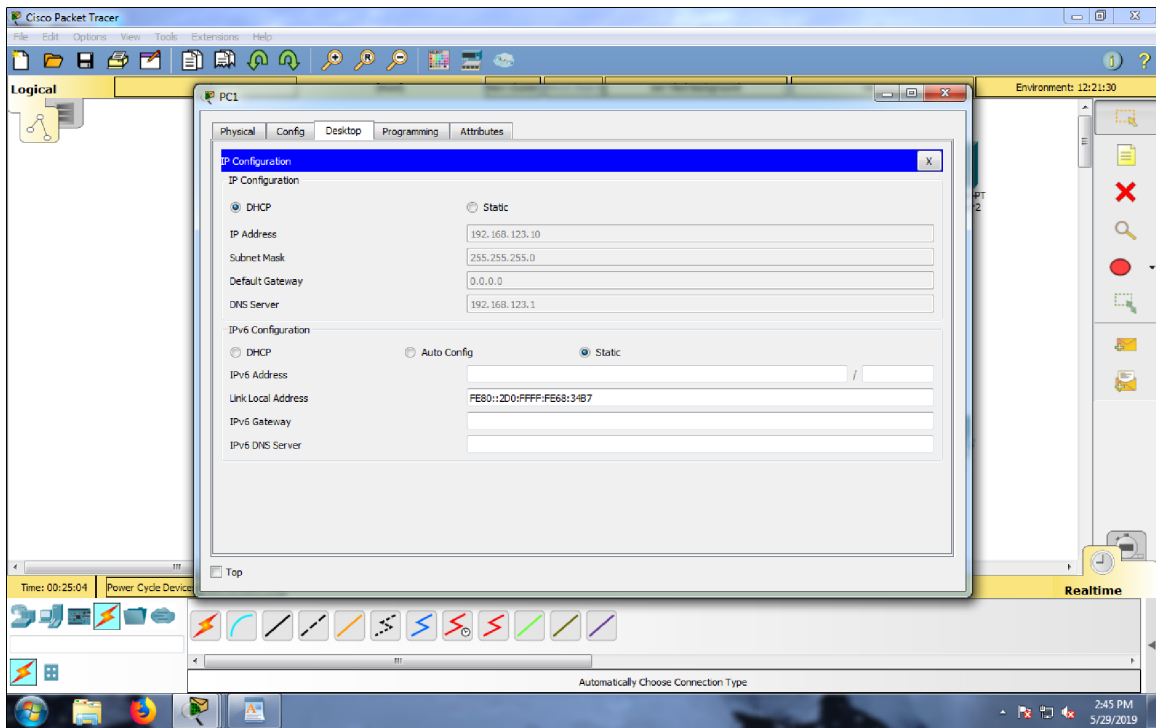 Cisco Packet Tracer
File Edit Options View Tools Extensions Help
Logical
Environment: 12:21:30
PC1
Physical Config Desktop Programming Attributes
IP Configuration
X
IP Configuration
DHCP Static
IP Address 192.168.123.10
Subnet Mask 255.255.255.0
Default Gateway 0.0.0.0
DNS Server 192.168.123.1
IPv6 Configuration
DHCP Auto Config Static
IPv6 Address /
Link Local Address FE80::2D0:FFFF:FE68:34B7
IPv6 Gateway
IPv6 DNS Server
Top
Time: 00:25:04 Power Cycle Device
Realtime
Automatically Choose Connection Type
2:45 PM
5/29/2019